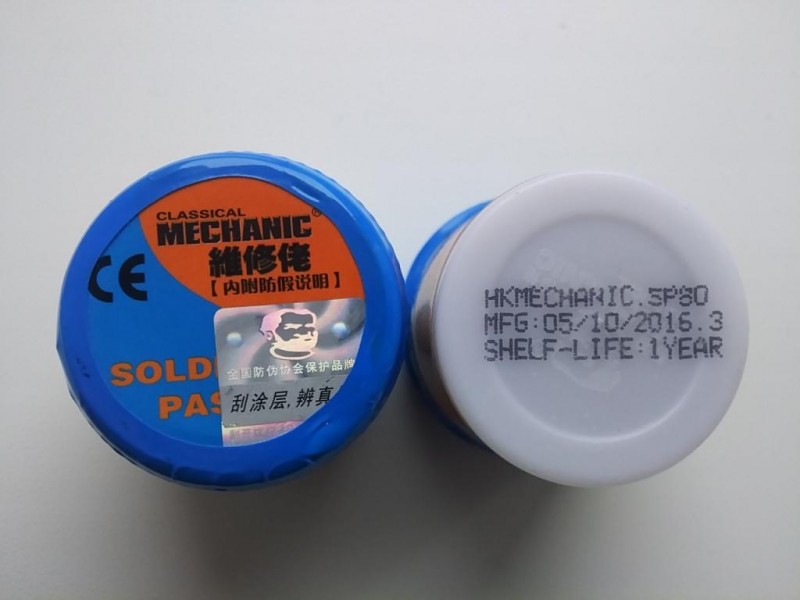 CLASSICAL
MECHANIC®
維修佬
【内附防假说明】
CE
全国防伪协会保护品牌
刮涂层,辨真
HKMECHANIC.SP80
MFG:05/10/2016.3
SHELF-LIFE:1YEAR